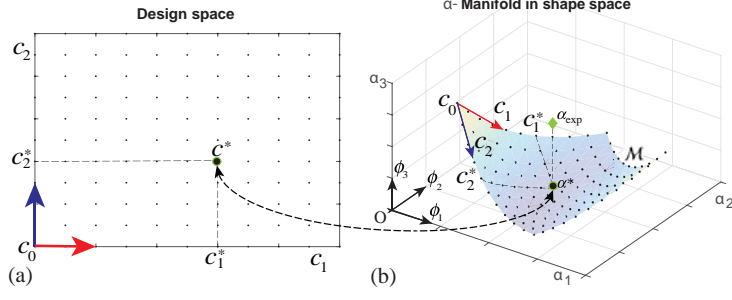 Design space
c₂
c₂*
c*
c₀
c₁*
c₁
(a)
α- Manifold in shape space
α₃
c₀
c₁
c₁*
α_exp
c₂
c₂*
M
α*
ϕ₃
ϕ₂
ϕ₁
O
α₂
α₁
(b)